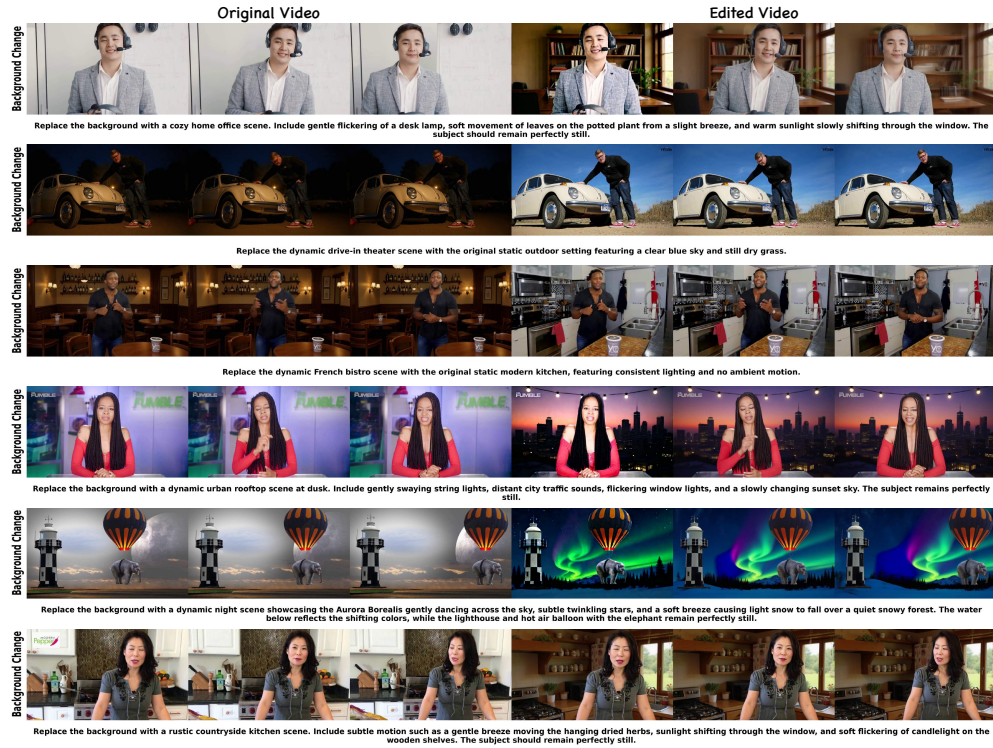 Original Video
Edited Video
Background Change
Replace the background with a cozy home office scene. Include gentle flickering of a desk lamp, soft movement of leaves on the potted plant from a slight breeze, and warm sunlight slowly shifting through the window. The
subject should remain perfectly still.
Background Change
Replace the dynamic drive-in theater scene with the original static outdoor setting featuring a clear blue sky and still dry grass.
Background Change
Replace the dynamic French bistro scene with the original static modern kitchen, featuring consistent lighting and no ambient motion.
Background Change
FUMBLE
FUMBLE
FUMBLE
FUMBLE
FUMBLE
FUMBLE
Replace the background with a dynamic urban rooftop scene at dusk. Include gently swaying string lights, distant city traffic sounds, flickering window lights, and a slowly changing sunset sky. The subject remains perfectly
still.
Background Change
Replace the background with a dynamic night scene showcasing the Aurora Borealis gently dancing across the sky, subtle twinkling stars, and a soft breeze causing light snow to fall over a quiet snowy forest. The water
below reflects the shifting colors, while the lighthouse and hot air balloon with the elephant remain perfectly still.
Background Change
Replace the background with a rustic countryside kitchen scene. Include subtle motion such as a gentle breeze moving the hanging dried herbs, sunlight shifting through the window, and soft flickering of candlelight on the
wooden shelves. The subject should remain perfectly still.